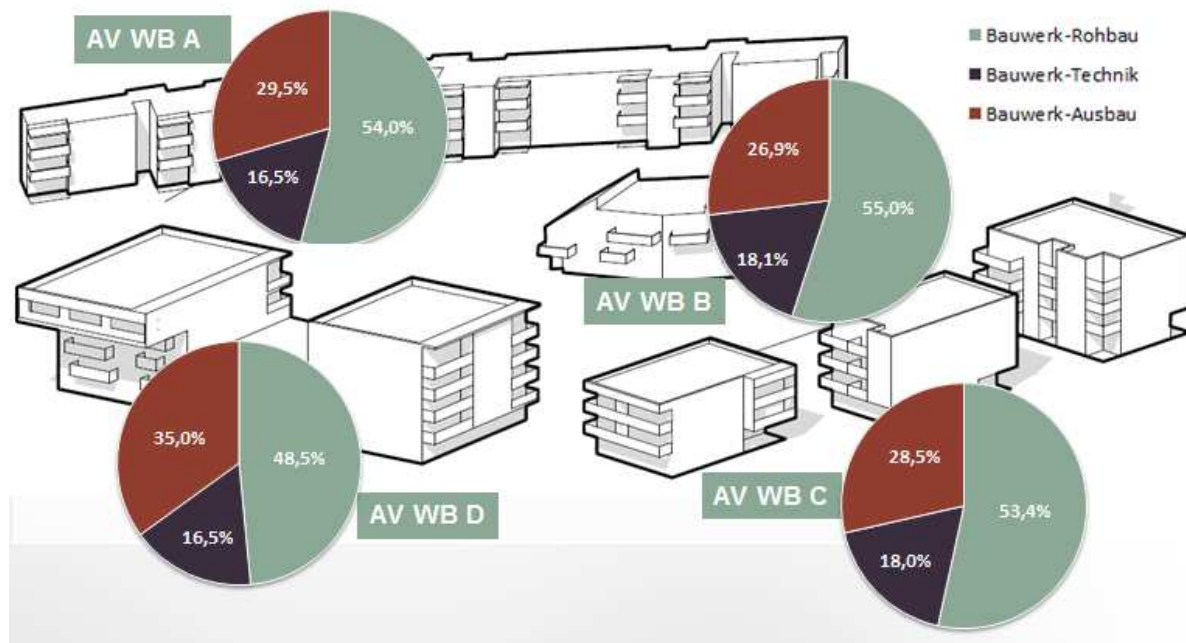 AV WB A
29,5%
54,0%
16,5%
Bauwerk-Rohbau
Bauwerk-Technik
Bauwerk-Ausbau
26,9%
55,0%
18,1%
AV WB B
35,0%
48,5%
16,5%
AV WB D
AV WB C
28,5%
53,4%
18,0%